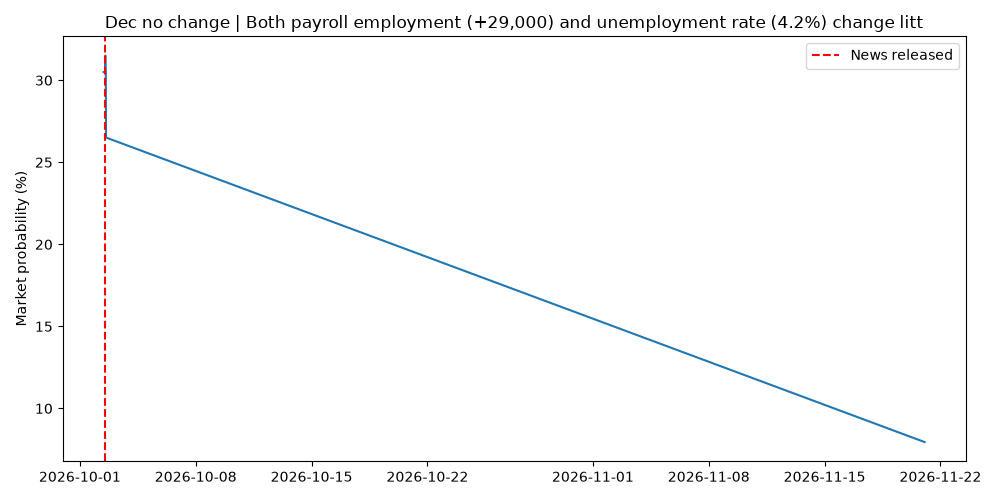 Dec no change | Both payroll employment (+29,000) and unemployment rate (4.2%) change litt
News released
Market probability (%)
30
25
20
15
10
2026-10-01 2026-10-08 2026-10-15 2026-10-22 2026-11-01 2026-11-08 2026-11-15 2026-11-22